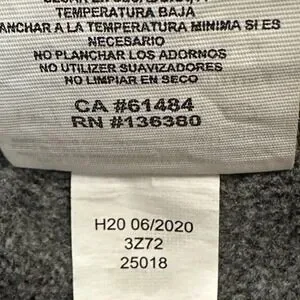 TEMPERATURA BAJA
ANCHAR A LA TEMPERATURA MINIMA SI ES
NECESARIO
NO PLANCHAR LOS ADORNOS
NO UTILIZER SUAVIZADORES
NO LIMPIAR EN SECO
CA #61484
RN #136380
H20 06/2020
3Z72
25018